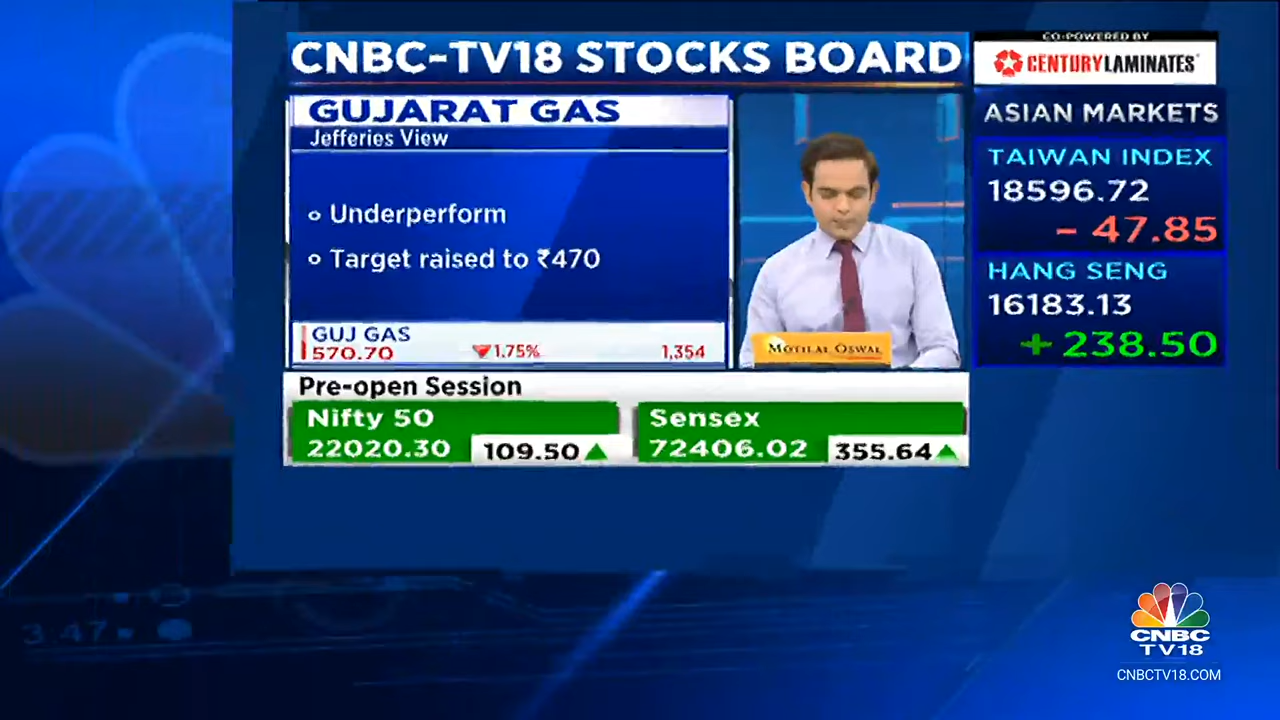 CNBC-TV18 STOCKS BOARD
CO-POWERED BY
CENTURYLAMINATES
GUJARAT GAS
Jefferies View
Underperform
Target raised to ₹470
GUJ GAS
570.70 ▼1.75% 1,354
MOTILAL OSWAL
ASIAN MARKETS
TAIWAN INDEX
18596.72
- 47.85
HANG SENG
16183.13
+ 238.50
Pre-open Session
Nifty 50
22020.30 109.50▲
Sensex
72406.02 355.64▲
3:47
CNBC
TV18
CNBCTV18.COM